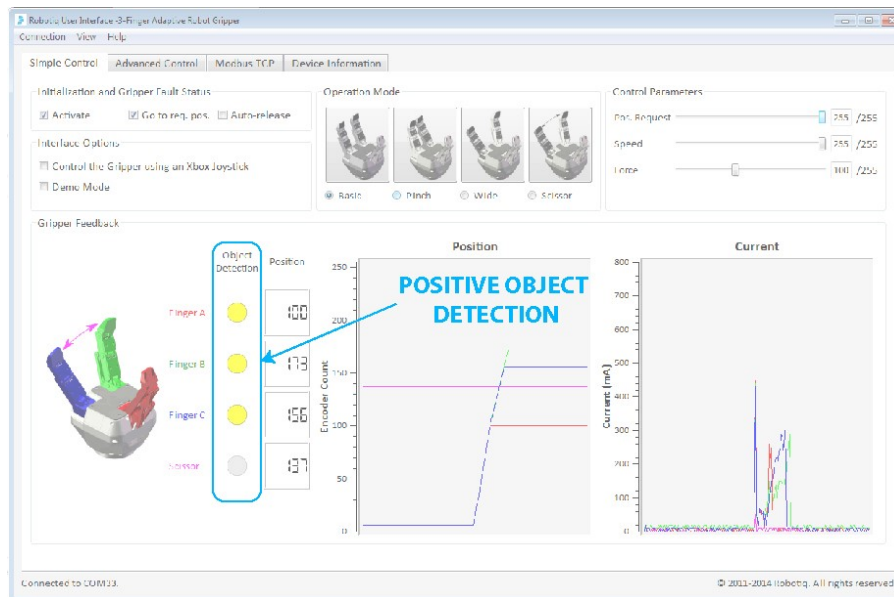 Robotiq User Interface -3-Finger Adaptive Robot Gripper
Connection View Help
Simple Control Advanced Control Modbus TCP Device Information
Initialization and Gripper Fault Status
Activate Go to req. pos. Auto-release
Interface Options
Control the Gripper using an Xbox Joystick
Demo Mode
Operation Mode
Basic Pinch Wide Scissor
Control Parameters
Pos. Request 255 /255
Speed 255 /255
Force 100 /255
Gripper Feedback
Object
Detection
Position
Finger A 100
Finger B 173
Finger C 156
Scissor 137
Position
Encoder Count
250
200
150
100
50
0
POSITIVE OBJECT
DETECTION
Current
Current [mA]
800
700
600
500
400
300
200
100
0
Connected to COM33.
© 2011-2014 Robotiq. All rights reserved